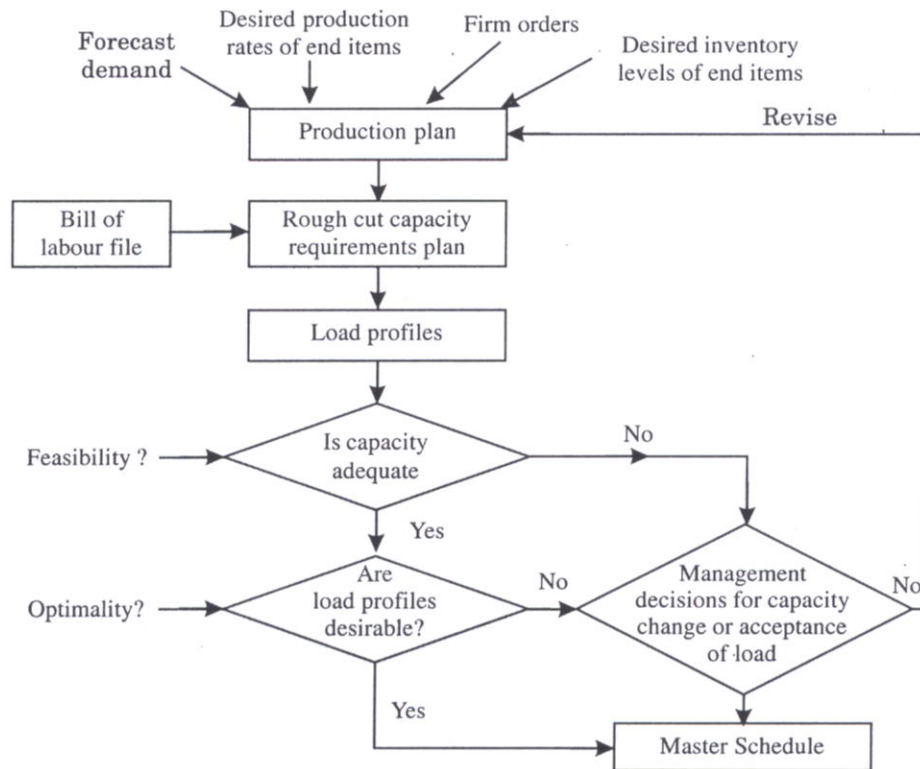 Forecast
demand
Desired production
rates of end items
Firm orders
Desired inventory
levels of end items
Production plan
Revise
Bill of
labour file
Rough cut capacity
requirements plan
Load profiles
Feasibility ?
Is capacity
adequate
No
Yes
Optimality?
Are
load profiles
desirable?
No
Management
decisions for capacity
change or acceptance
of load
No
Yes
Master Schedule